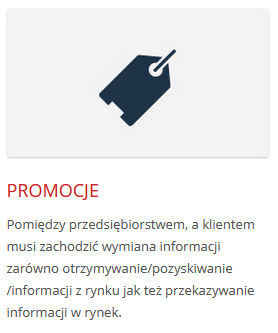 PROMOCJE
Pomiędzy przedsiębiorstwem, a klientem
musi zachodzić wymiana informacji
zarówno otrzymywanie/pozyskiwanie
/informacji z rynku jak też przekazywanie
informacji w rynek.